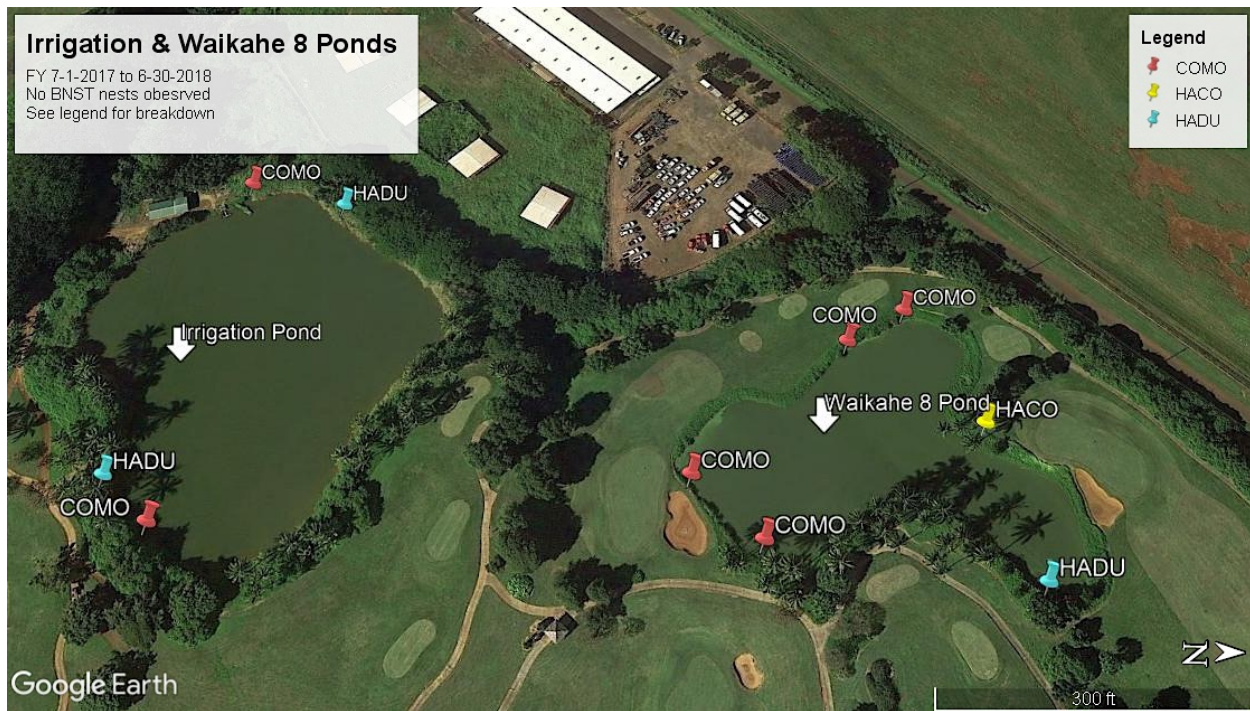 Irrigation & Waikahe 8 Ponds
FY 7-1-2017 to 6-30-2018
No BNST nests obesrved
See legend for breakdown
Legend
COMO
HACO
HADU
COMO
HADU
COMO
COMO
Irrigation Pond
Waikahe 8 Pond
HACO
HADU
COMO
COMO
COMO
HADU
N
Google Earth
300 ft